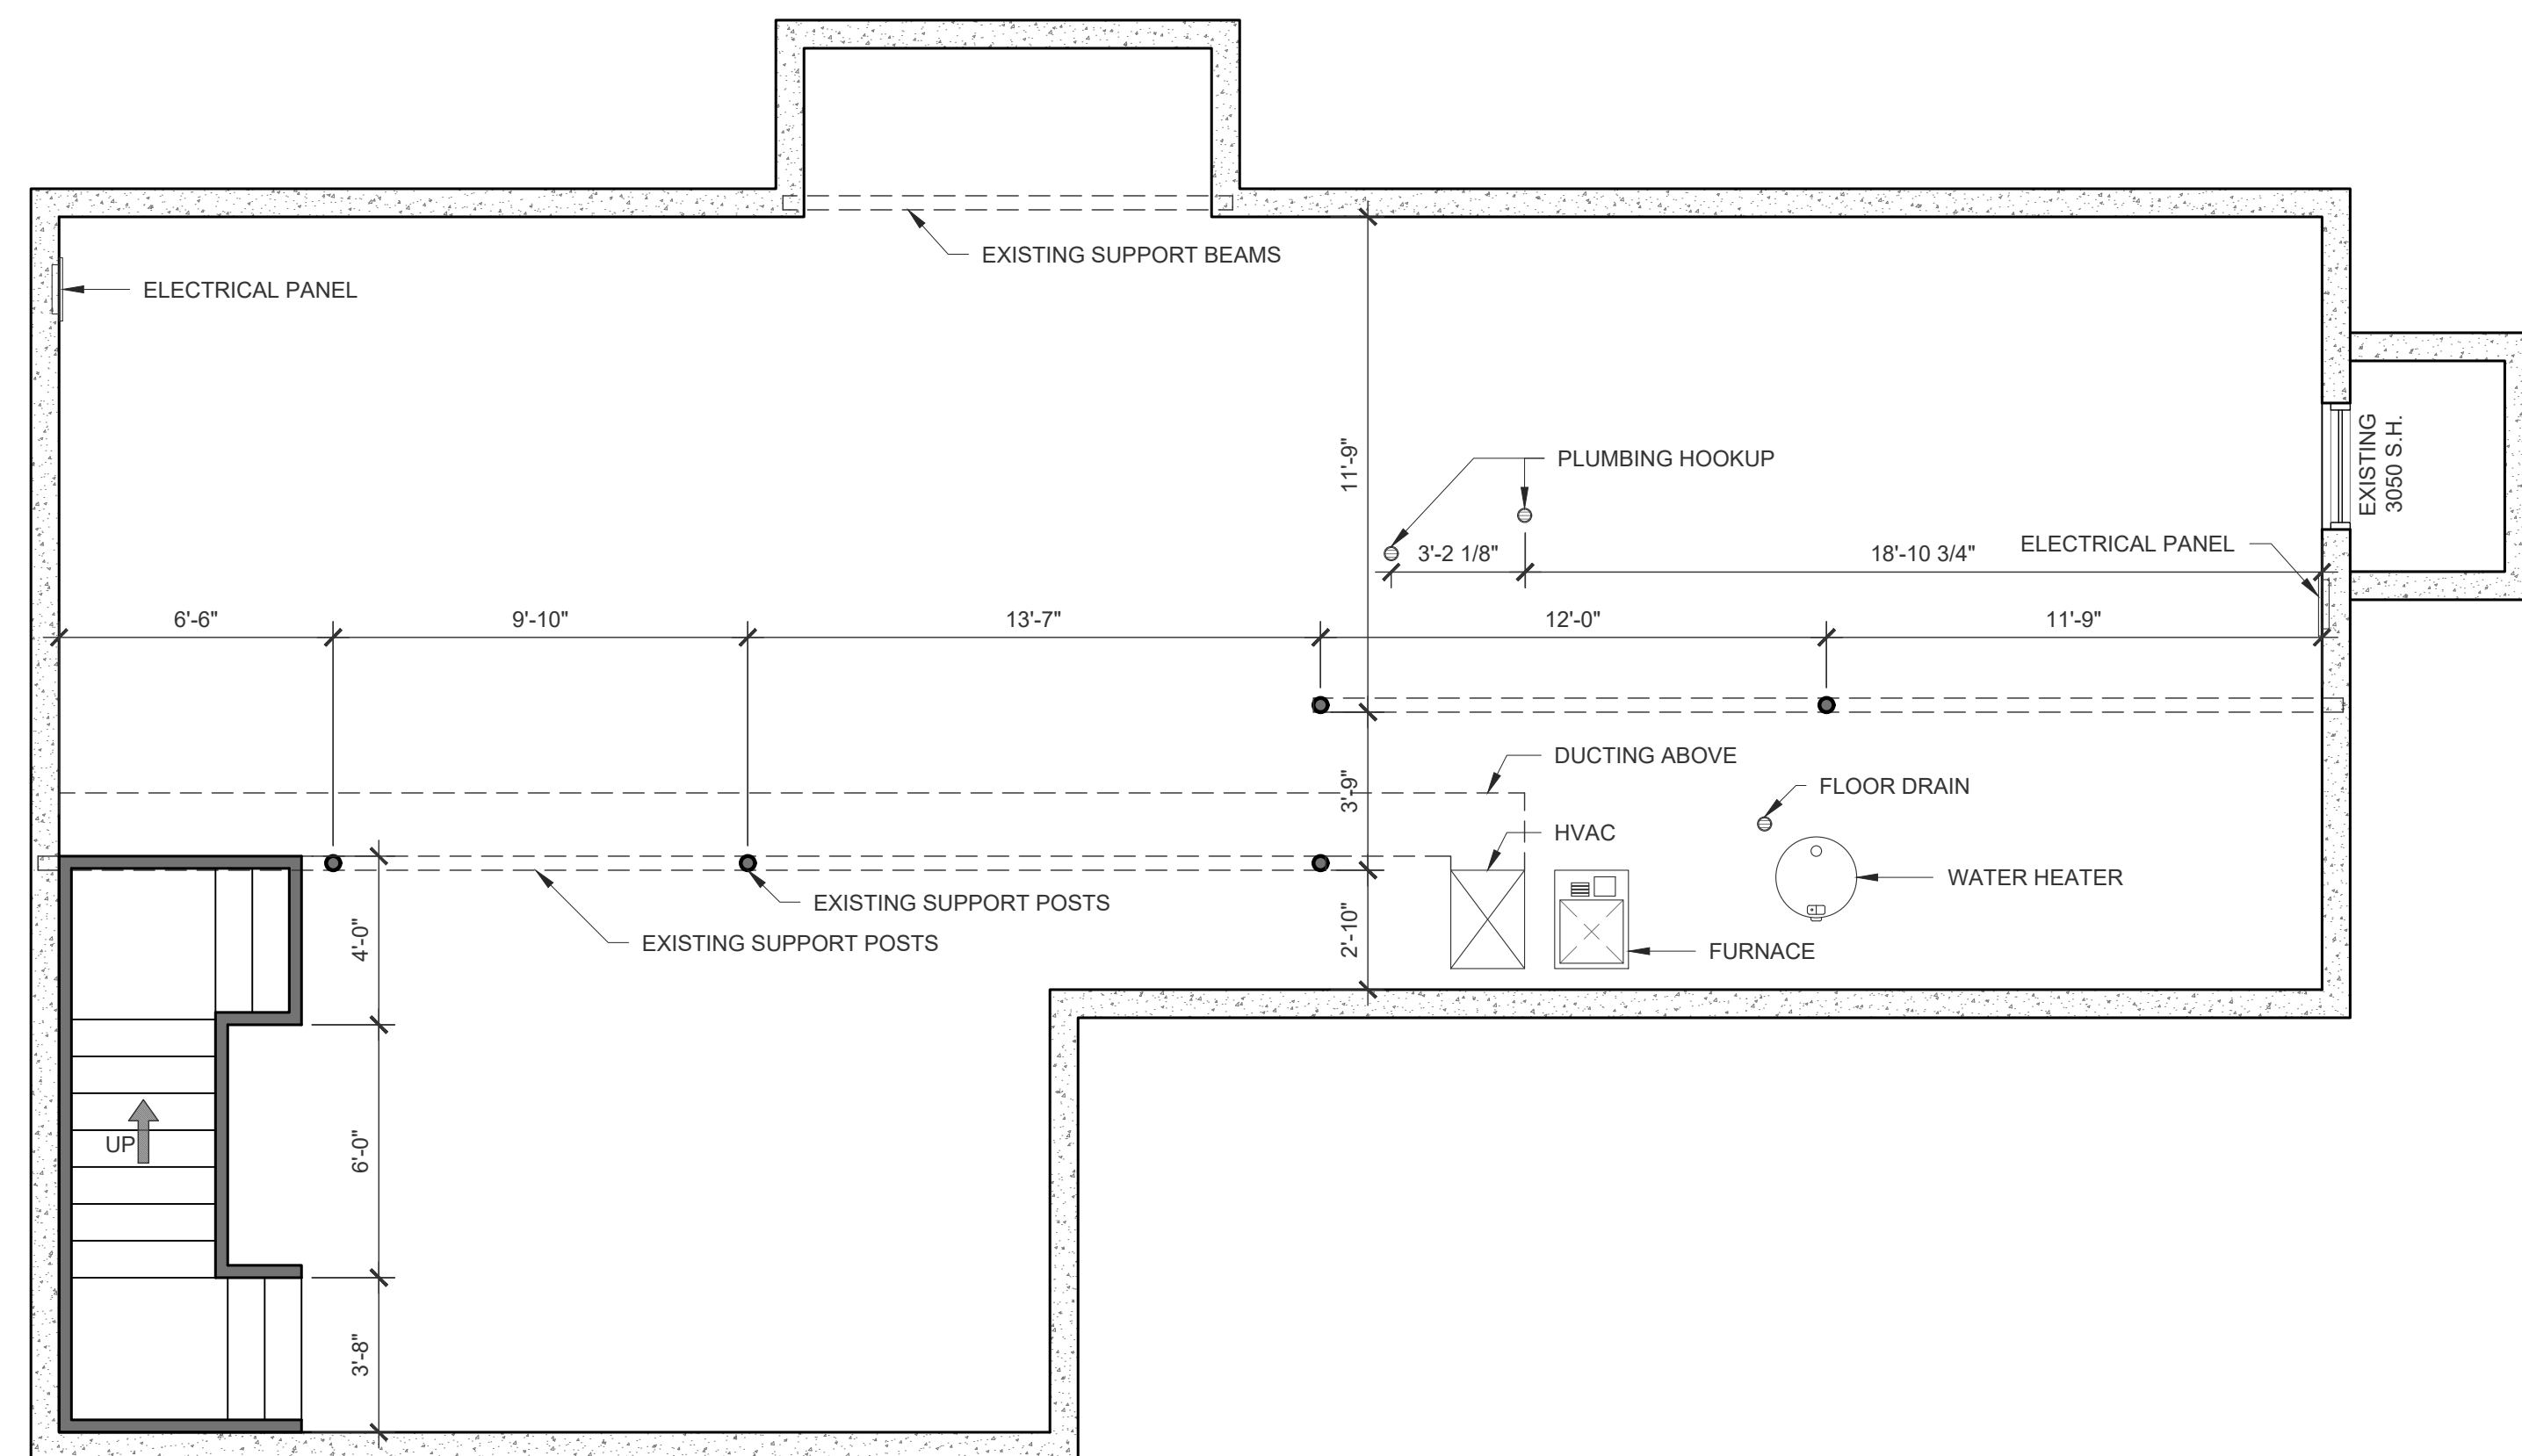 EXISTING SUPPORT BEAMS
ELECTRICAL PANEL
EXISTING
3050 S.H.
11'-9"
PLUMBING HOOKUP
ELECTRICAL PANEL
3'-2 1/8"
18'-10 3/4"
6'-6"
9'-10"
13'-7"
12'-0"
11'-9"
DUCTING ABOVE
3'-9"
FLOOR DRAIN
HVAC
WATER HEATER
EXISTING SUPPORT POSTS
2'-10"
4'-0"
EXISTING SUPPORT POSTS
FURNACE
UP
6'-0"
3'-8"